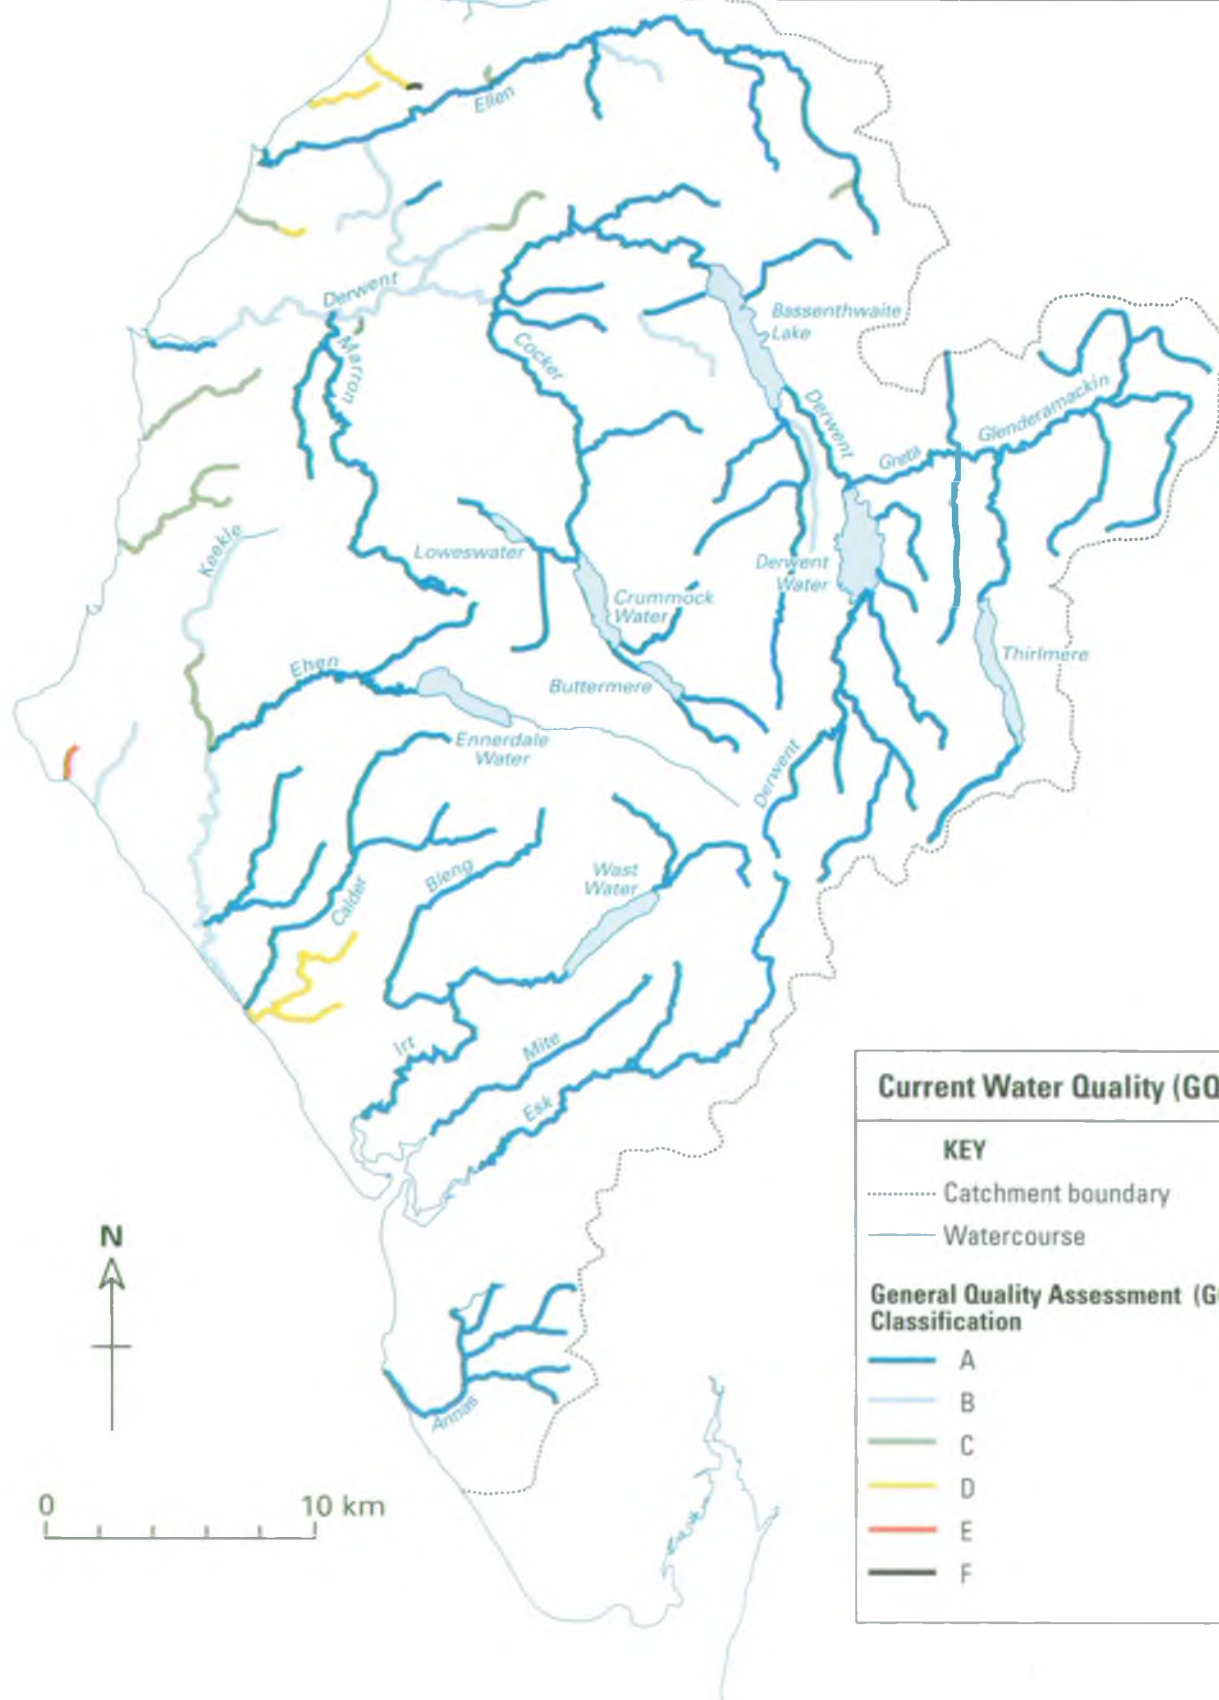 Ellen
Derwent
Bassenthwaite
Lake
Marron
Cocker
Derwent
Glenderamackin
Greta
Keekle
Loweswater
Derwent
Water
Crummock
Water
Thirlmere
Ehen
Buttermere
Ennerdale
Water
Derwent
Calder
Bleng
Wast
Water
Irt
Mite
Esk
Annas
N
0 10 km
Current Water Quality (GQ
KEY
Catchment boundary
Watercourse
General Quality Assessment (G
Classification
A
B
C
D
E
F